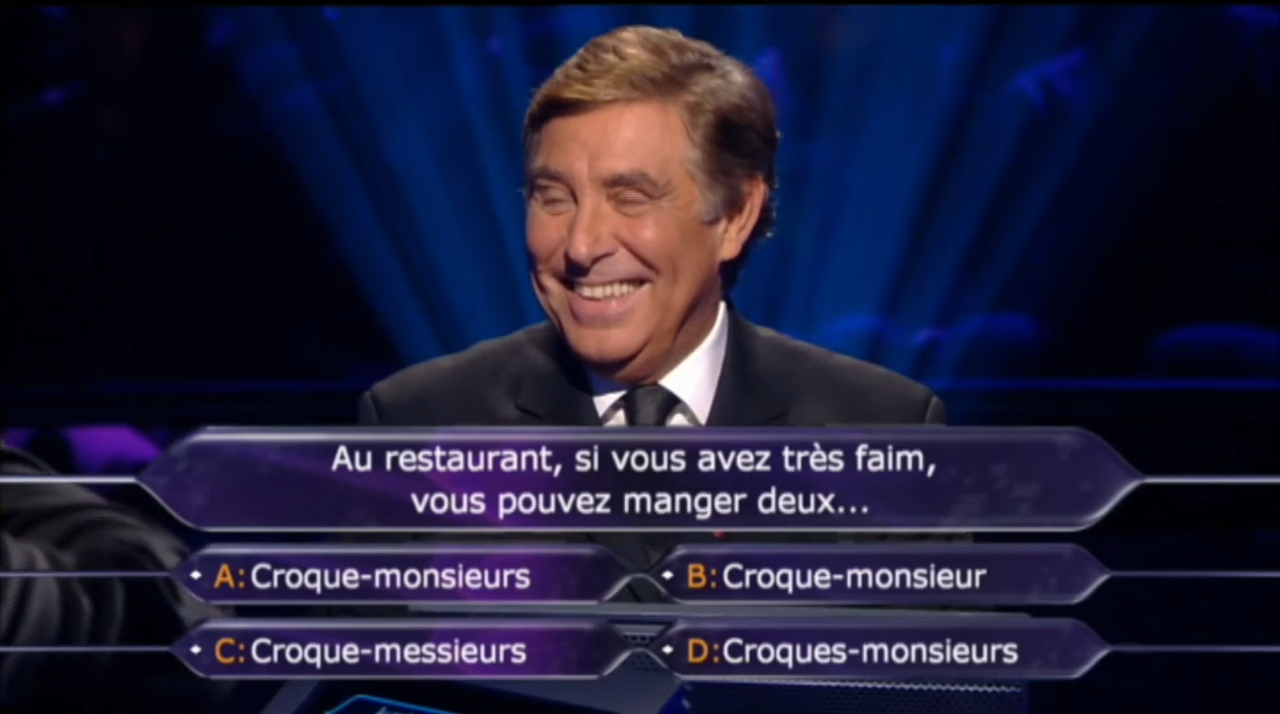 Au restaurant, si vous avez très faim,
vous pouvez manger deux...
A: Croque-monsieurs
B: Croque-monsieur
C: Croque-messieurs
D: Croques-monsieurs